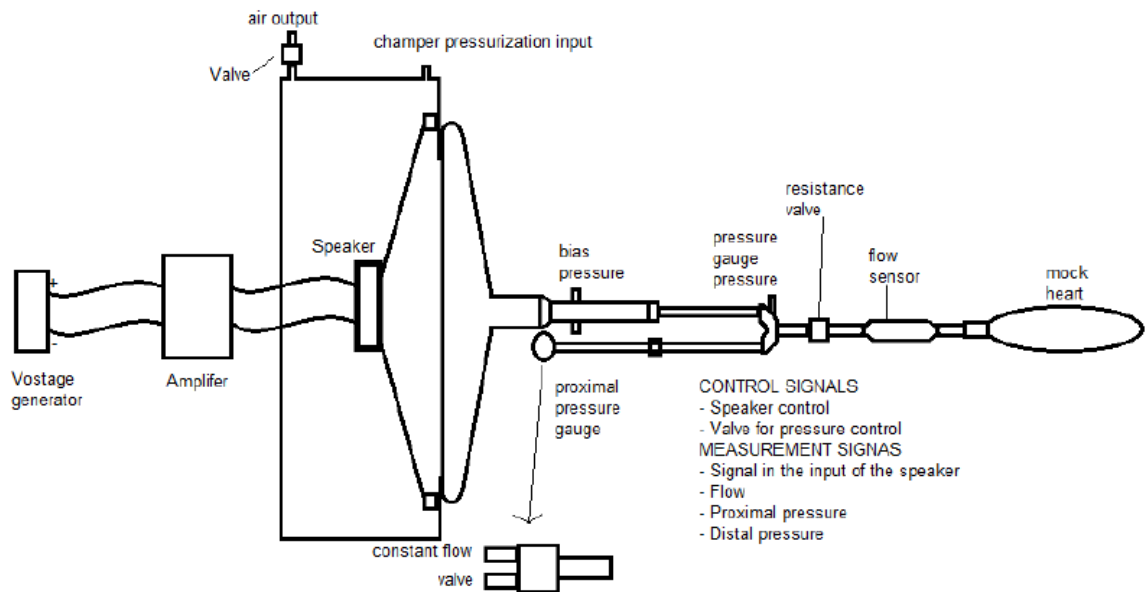 air output
champer pressurization input
Valve
Speaker
+
-
Vostage
generator
Amplifer
bias
pressure
pressure
gauge
pressure
resistance
valve
flow
sensor
mock
heart
proximal
pressure
gauge
CONTROL SIGNALS
- Speaker control
- Valve for pressure control
MEASUREMENT SIGNAS
- Signal in the input of the speaker
- Flow
- Proximal pressure
- Distal pressure
constant flow
valve